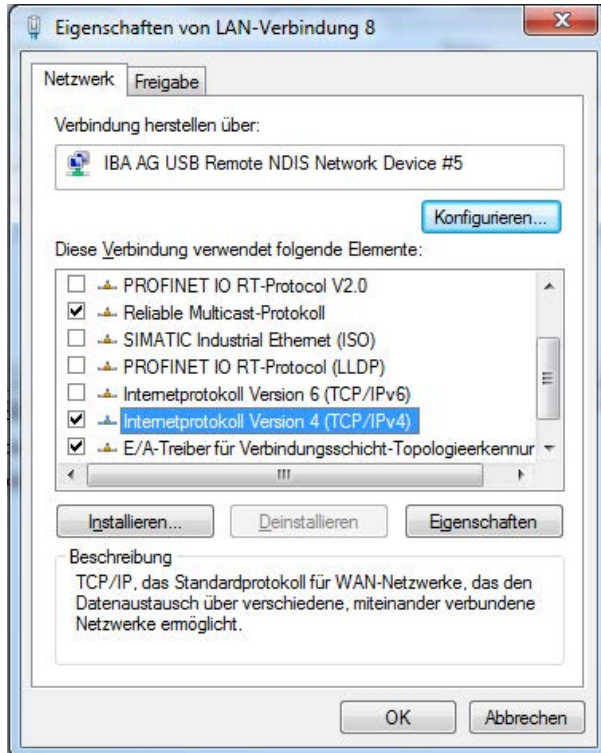 Eigenschaften von LAN-Verbindung 8
Netzwerk
Freigabe
Verbindung herstellen über:
IBA AG USB Remote NDIS Network Device #5
Konfigurieren...
Diese Verbindung verwendet folgende Elemente:
PROFINET IO RT-Protocol V2.0
Reliable Multicast-Protokoll
SIMATIC Industrial Ethernet (ISO)
PROFINET IO RT-Protocol (LLDP)
Internetprotokoll Version 6 (TCP/IPv6)
Internetprotokoll Version 4 (TCP/IPv4)
E/A-Treiber für Verbindungsschicht-Topologieerkennur
Installieren...
Deinstallieren
Eigenschaften
Beschreibung
TCP/IP, das Standardprotokoll für WAN-Netzwerke, das den
Datenaustausch über verschiedene, miteinander verbundene
Netzwerke ermöglicht.
OK
Abbrechen